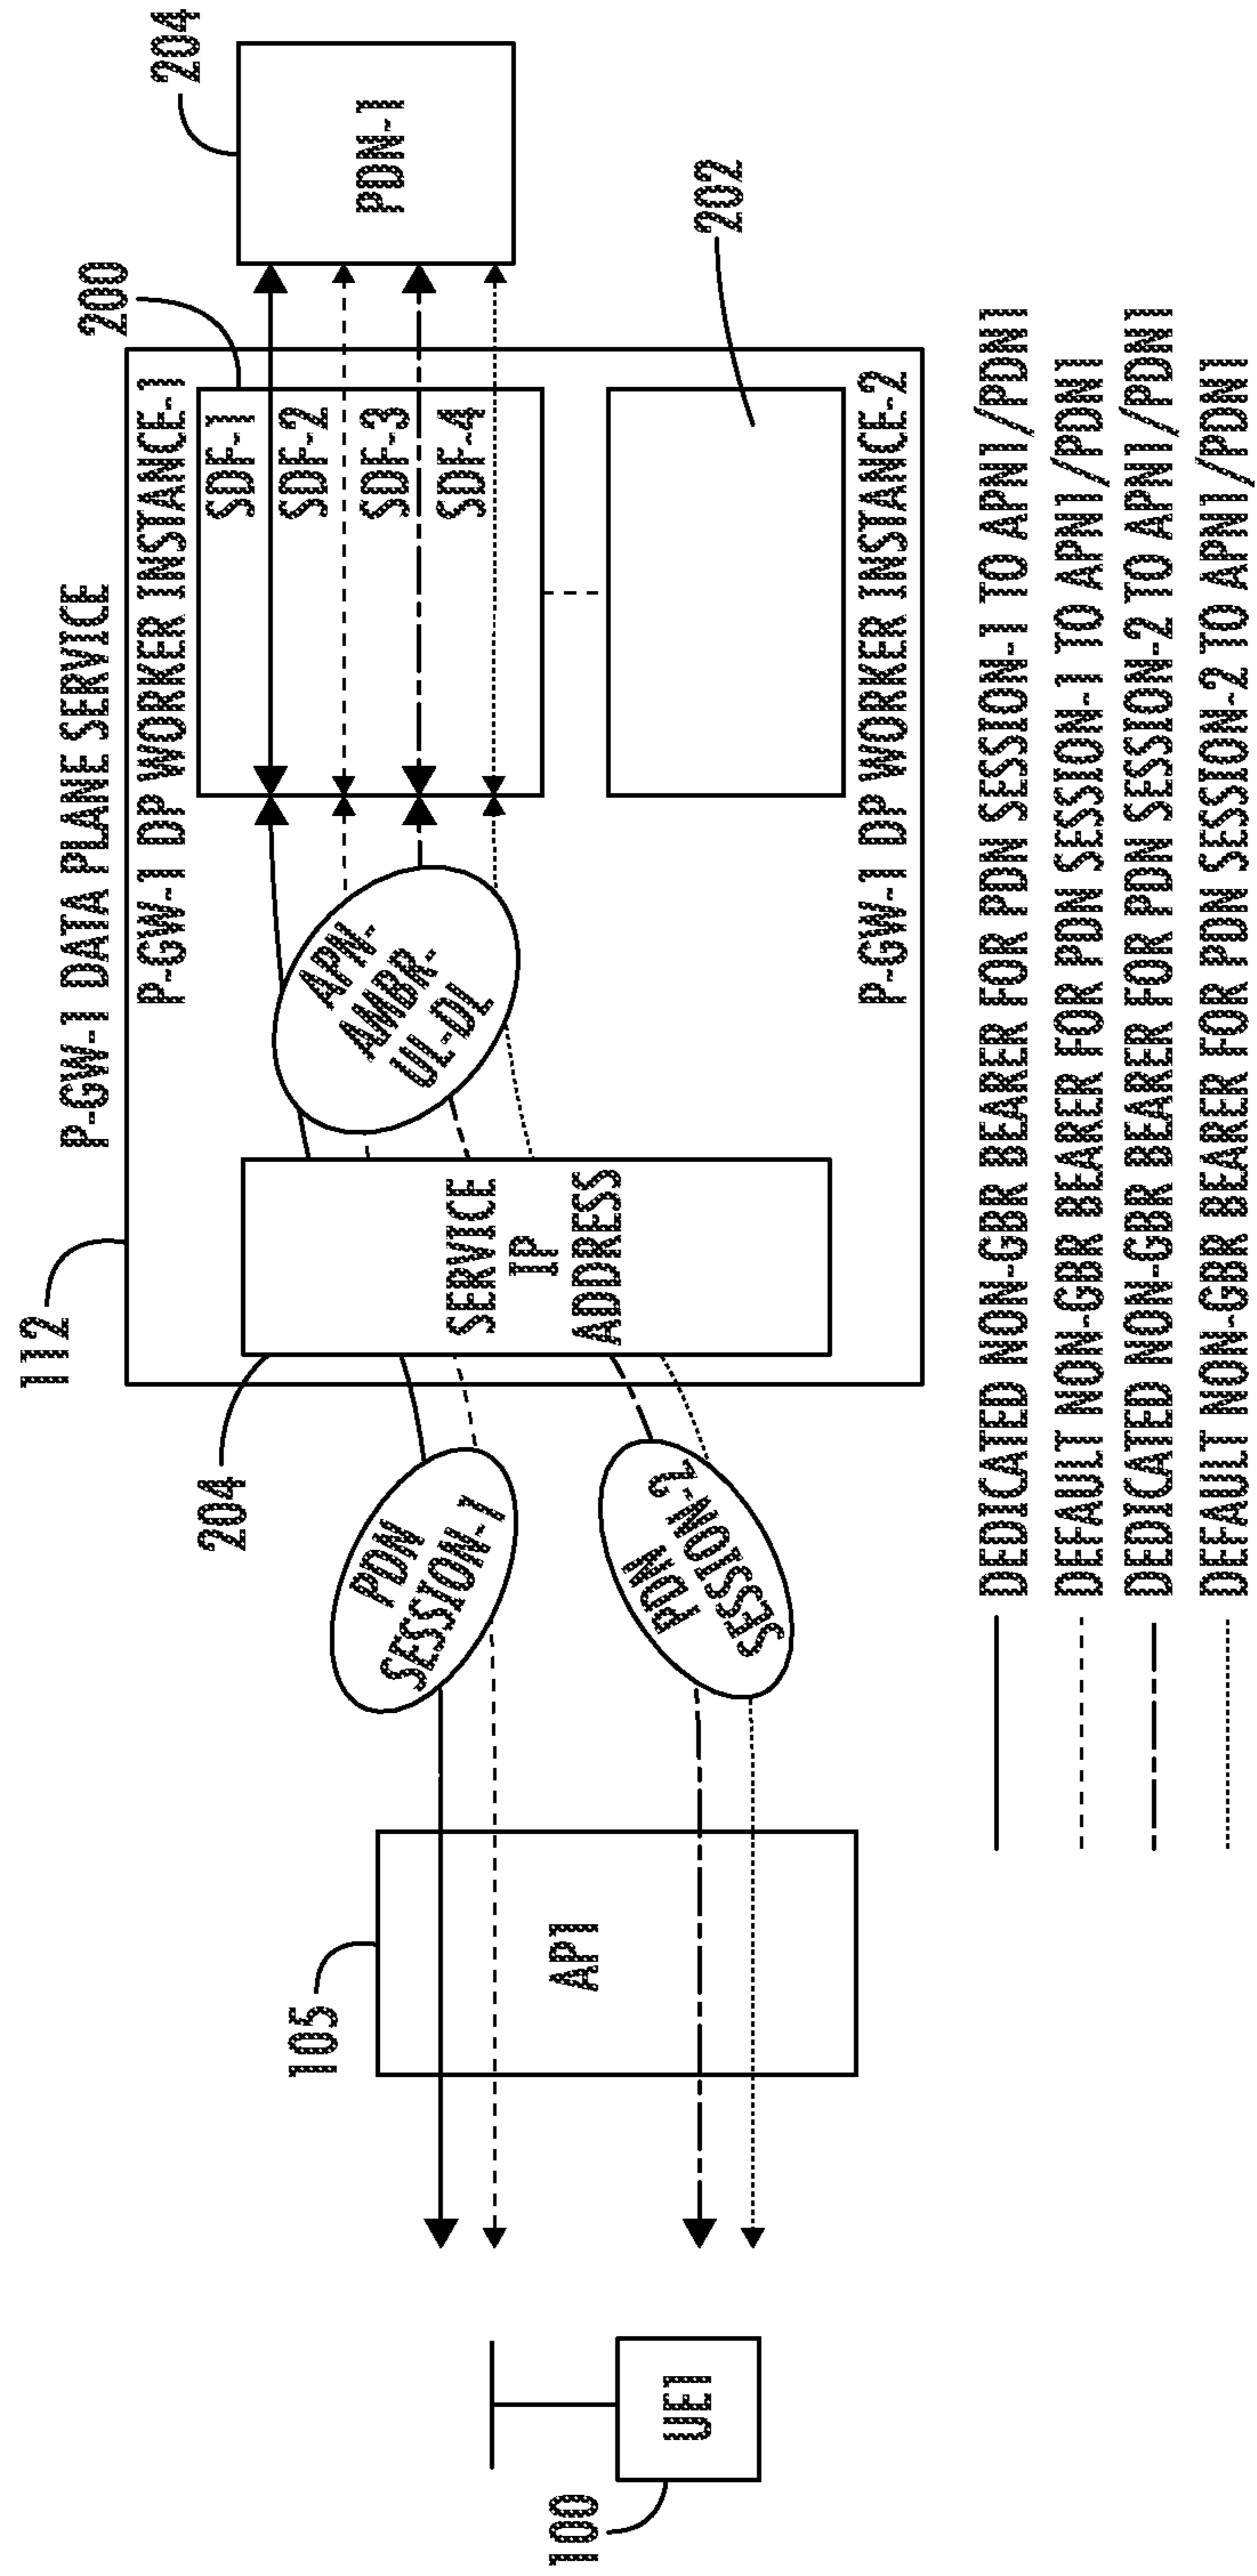 P-GW-1 DATA PLANE SERVICE
112
P-GW-1 DP WORKER INSTANCE-1
200
204
SDF-1
SDF-2
SDF-3
SDF-4
PDN-1
APN-
AMBR-
UL-DL
204
SERVICE
IP
ADDRESS
PDN
SESSION-1
PDN
SESSION-2
105
AP1
100
UE1
202
P-GW-1 DP WORKER INSTANCE-2
DEDICATED NON-GBR BEARER FOR PDN SESSION-1 TO APN1/PDN1
DEFAULT NON-GBR BEARER FOR PDN SESSION-1 TO APN1/PDN1
DEDICATED NON-GBR BEARER FOR PDN SESSION-2 TO APN1/PDN1
DEFAULT NON-GBR BEARER FOR PDN SESSION-2 TO APN1/PDN1